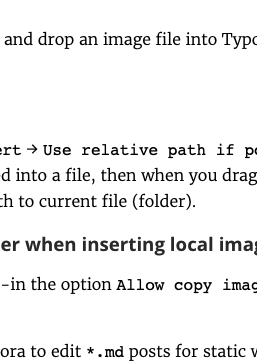 and drop an image file into Typo
ert → Use relative path if po
ed into a file, then when you drag
th to current file (folder).
er when inserting local imag
-in the option Allow copy imag
ora to edit *.md posts for static w